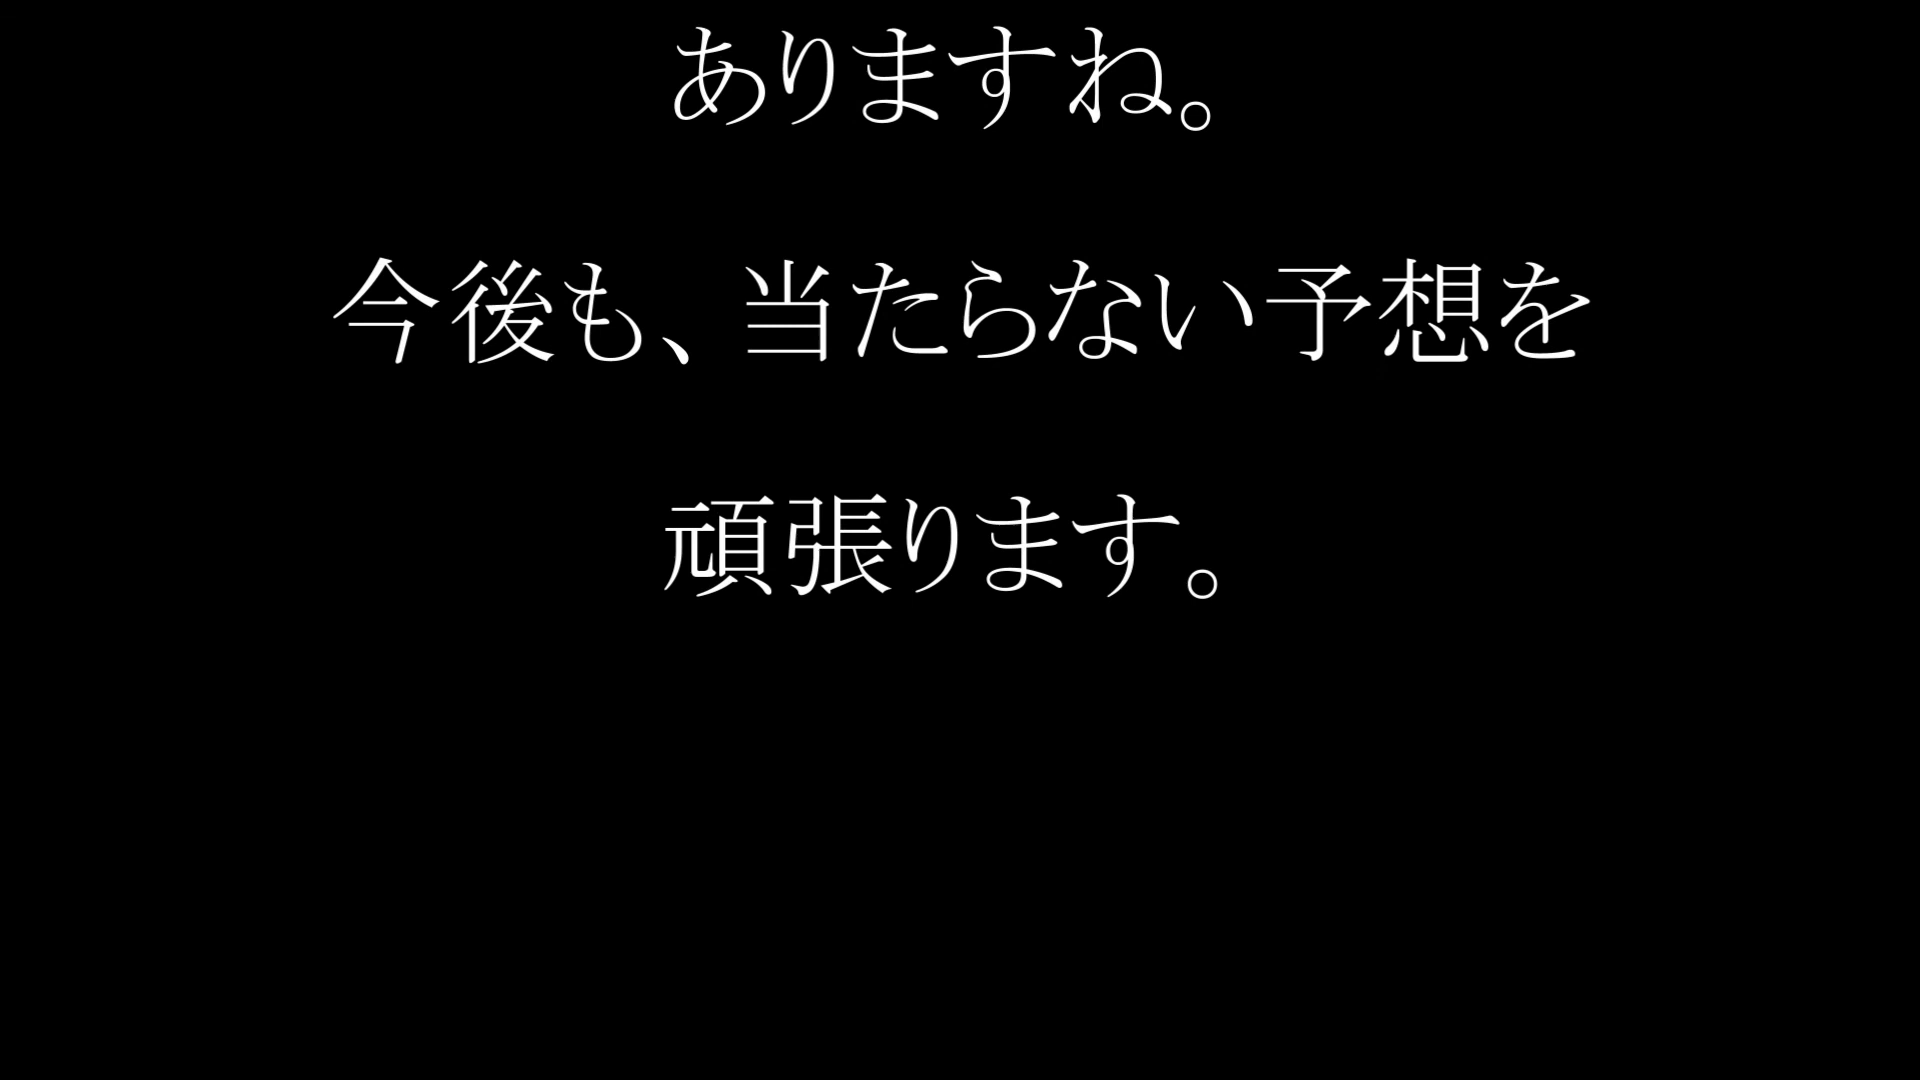 ありますね。
今後も、当たらない予想を
頑張ります。